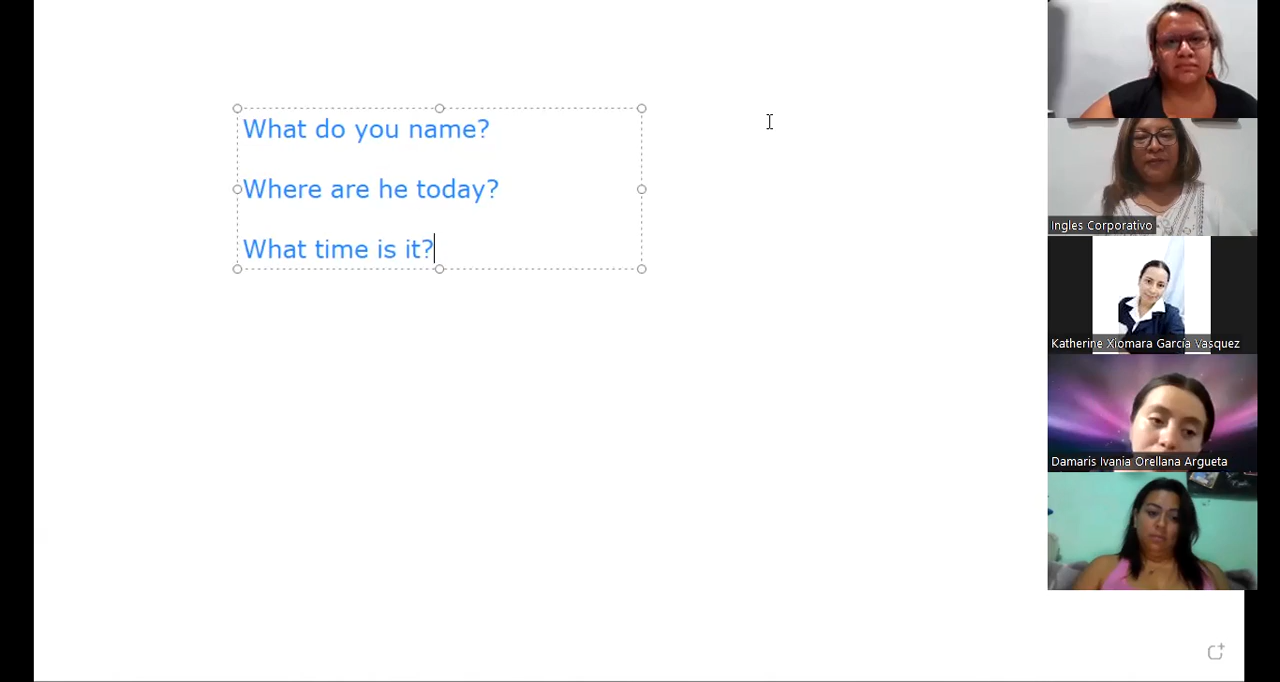 What do you name?
Where are he today?
What time is it?
Ingles Corporativo
Katherine Xiomara García Vasquez
Damaris Ivania Orellana Argueta